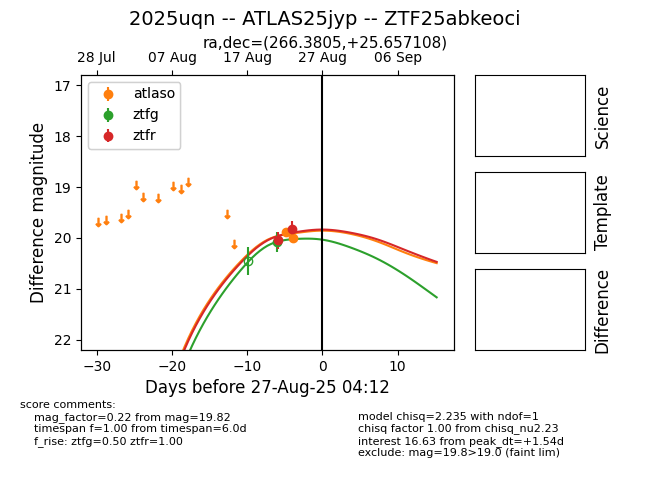 2025uqn -- ATLAS25jyp -- ZTF25abkeoci
ra,dec=(266.3805,+25.657108)
28 Jul 07 Aug 17 Aug 27 Aug 06 Sep
17
18
19
20
21
22
Difference magnitude
atlaso
ztfg
ztfr
−30 −20 −10 0 10
Days before 27-Aug-25 04:12
Science
Template
Difference
score comments:
mag_factor=0.22 from mag=19.82
timespan f=1.00 from timespan=6.0d
f_rise: ztfg=0.50 ztfr=1.00
model chisq=2.235 with ndof=1
chisq factor 1.00 from chisq_nu2.23
interest 16.63 from peak_dt=+1.54d
exclude: mag=19.8>19.0 (faint lim)